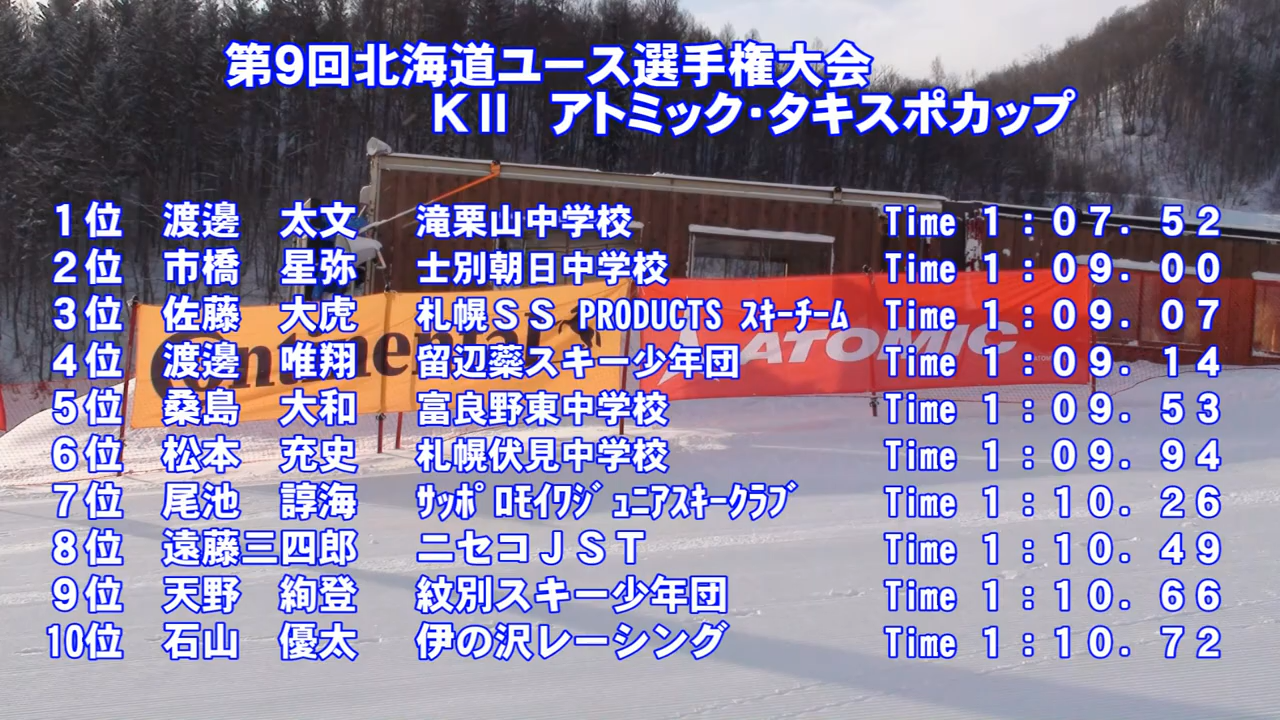 第9回北海道ユース選手権大会
KⅡ アトミック・タキスポカップ
1位 渡邊 太文 滝栗山中学校 Time 1:07.52
2位 市橋 星弥 士別朝日中学校 Time 1:09.00
3位 佐藤 大虎 札幌SS PRODUCTS ｽｷｰﾁｰﾑ Time 1:09.07
4位 渡邊 唯翔 留辺蘂スキー少年団 Time 1:09.14
5位 桑島 大和 富良野東中学校 Time 1:09.53
6位 松本 充史 札幌伏見中学校 Time 1:09.94
7位 尾池 諄海 ｻｯﾎﾟﾛﾓｲﾜｼﾞｭﾆｱｽｷｰｸﾗﾌﾞ Time 1:10.26
8位 遠藤三四郎 ニセコJST Time 1:10.49
9位 天野 絢登 紋別スキー少年団 Time 1:10.66
10位 石山 優太 伊の沢レーシング Time 1:10.72
Continental
ATOMIC